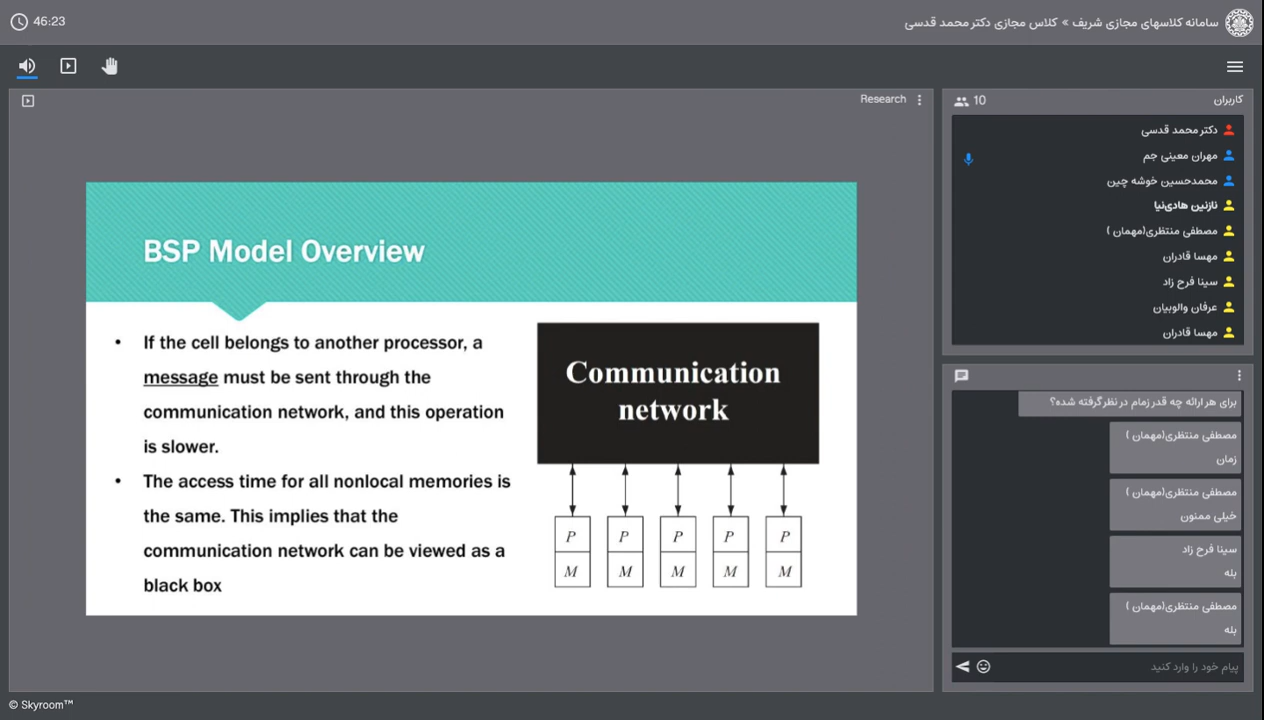 46:23
سامانه کلاسهای مجازی شریف » کلاس مجازی دکتر محمد قدسی
Research
BSP Model Overview
• If the cell belongs to another processor, a
message must be sent through the
communication network, and this operation
is slower.
• The access time for all nonlocal memories is
the same. This implies that the
communication network can be viewed as a
black box
Communication
network
P P P P P
M M M M M
کاربران
10
دکتر محمد قدسی
مهران معینی جم
محمدحسین خوشه چین
نازنین هادی‌نیا
مصطفی منتظری(مهمان )
مهسا قادران
سینا فرح زاد
عرفان والوبیان
مهسا قادران
برای هر ارائه چه قدر زمام در نظر گرفته شده؟
مصطفی منتظری(مهمان )
زمان
مصطفی منتظری(مهمان )
خیلی ممنون
سینا فرح زاد
بله
مصطفی منتظری(مهمان )
بله
پیام خود را وارد کنید
© Skyroom™